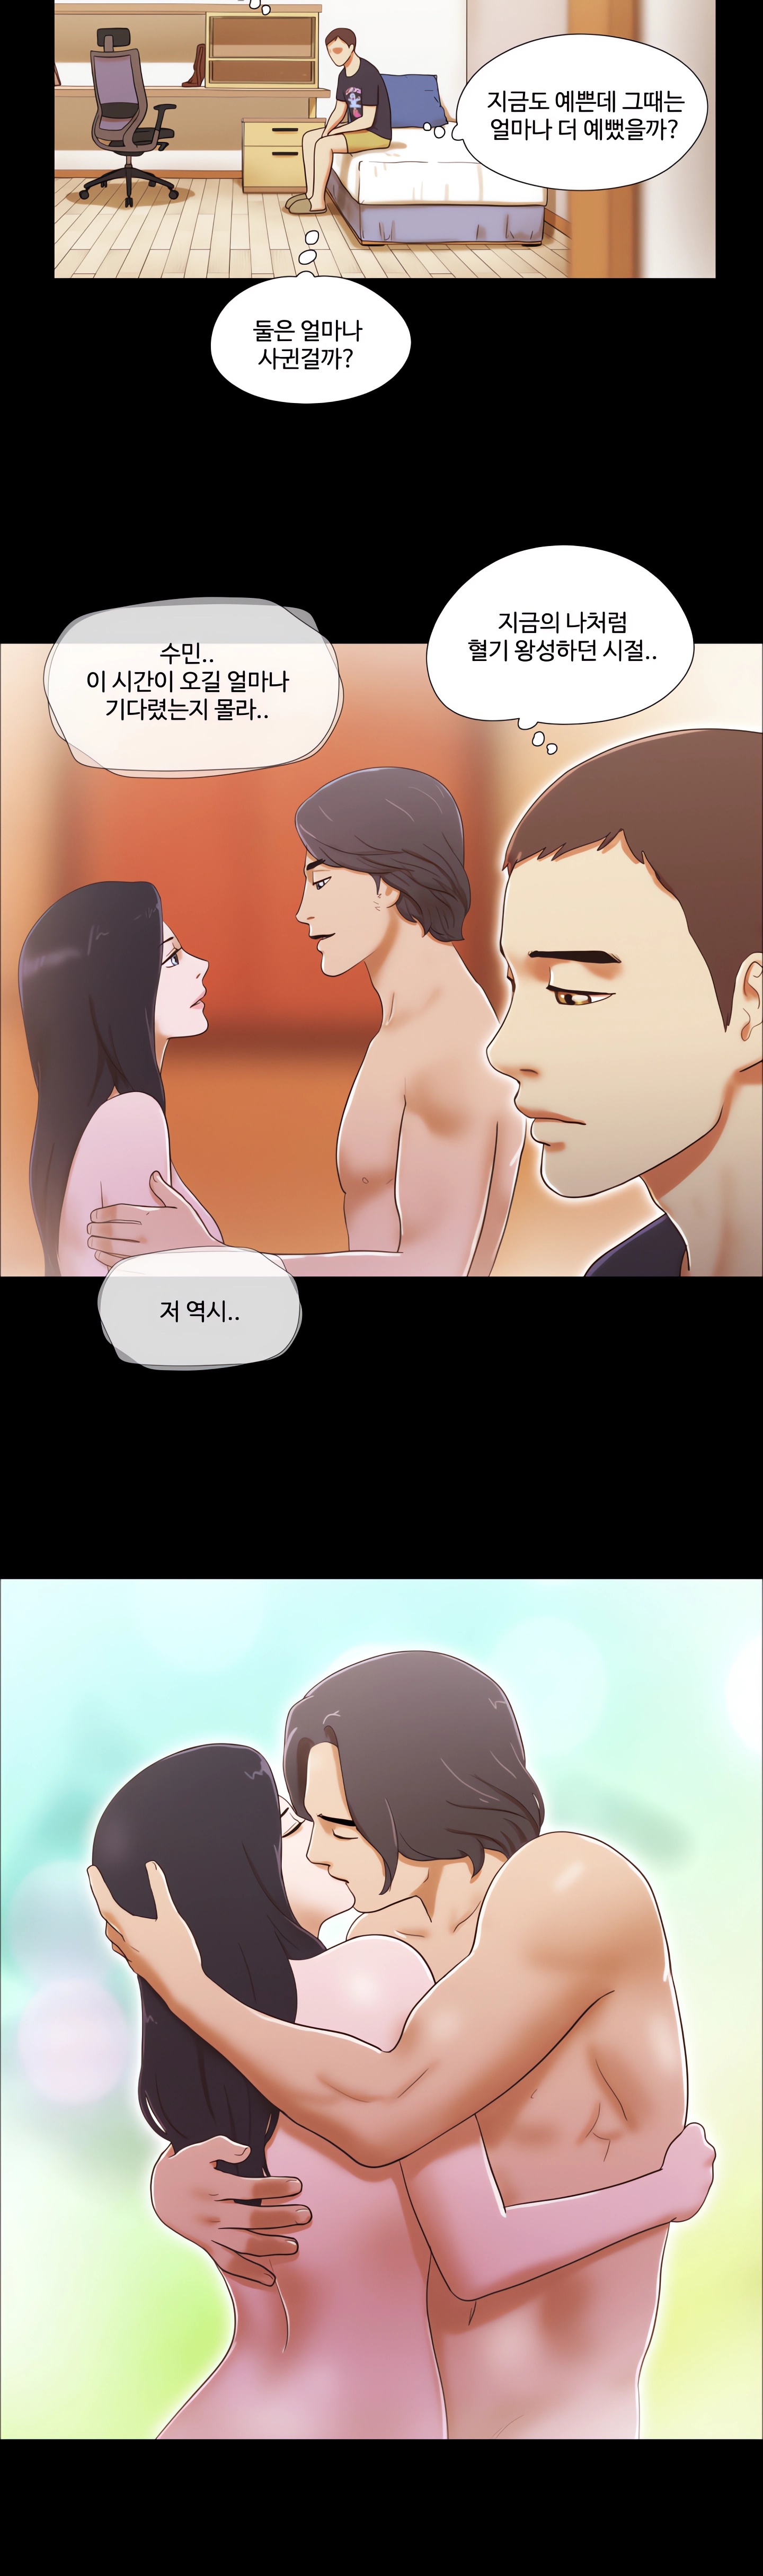 지금도 예쁜데 그때는
얼마나 더 예뻤을까?
둘은 얼마나
사귄걸까?
지금의 나처럼
혈기 왕성하던 시절..
수민..
이 시간이 오길 얼마나
기다렸는지 몰라..
저 역시..